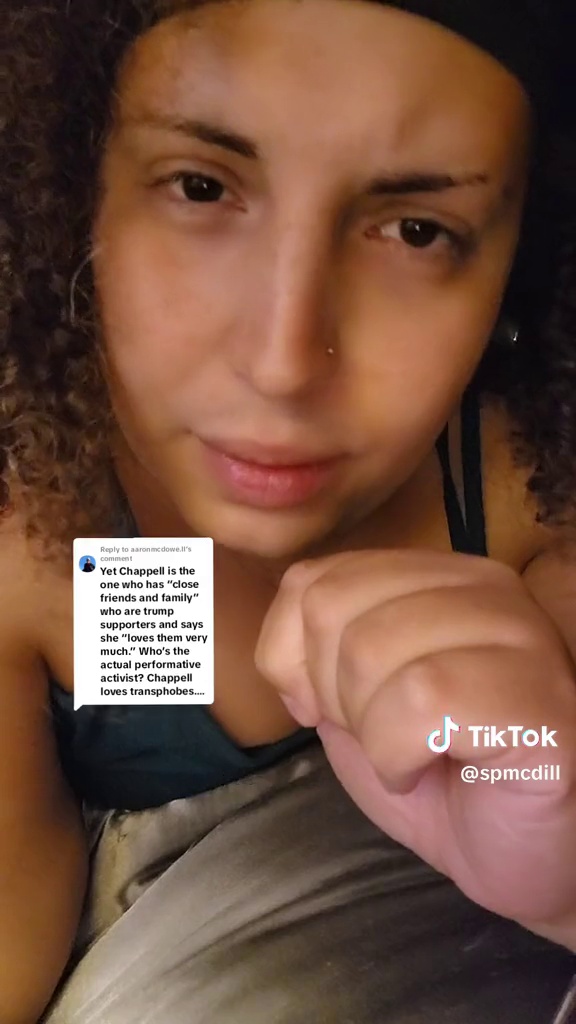 Reply to aaronmcdowe.ll's
comment
Yet Chappell is the
one who has "close
friends and family"
who are trump
supporters and says
she "loves them very
much." Who's the
actual performative
activist? Chappell
loves transphobes....
TikTok
@spmcdill